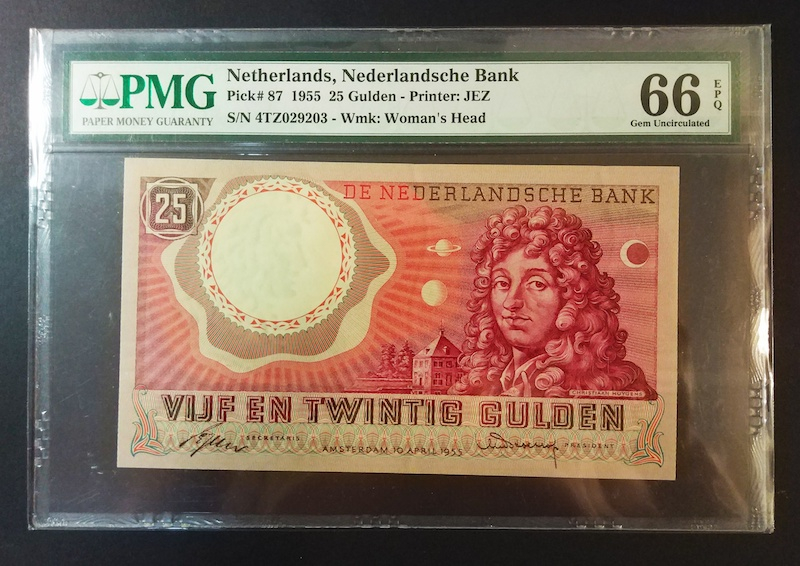 PMG
PAPER MONEY GUARANTY
Netherlands, Nederlandsche Bank
Pick# 87 1955 25 Gulden - Printer: JEZ
S/N 4TZ029203 - Wmk: Woman's Head
66 EPQ
Gem Uncirculated
25
DE NEDERLANDSCHE BANK
CHRISTIAAN HUYGENS
VIJF EN TWINTIG GULDEN
SECRETARIS
PRESIDENT
AMSTERDAM 10 APRIL 1955